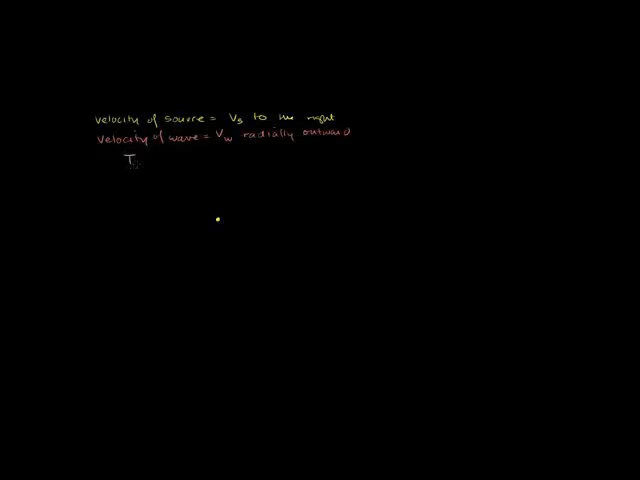 velocity of source = Vs to the right
velocity of wave = Vw radially outward
T